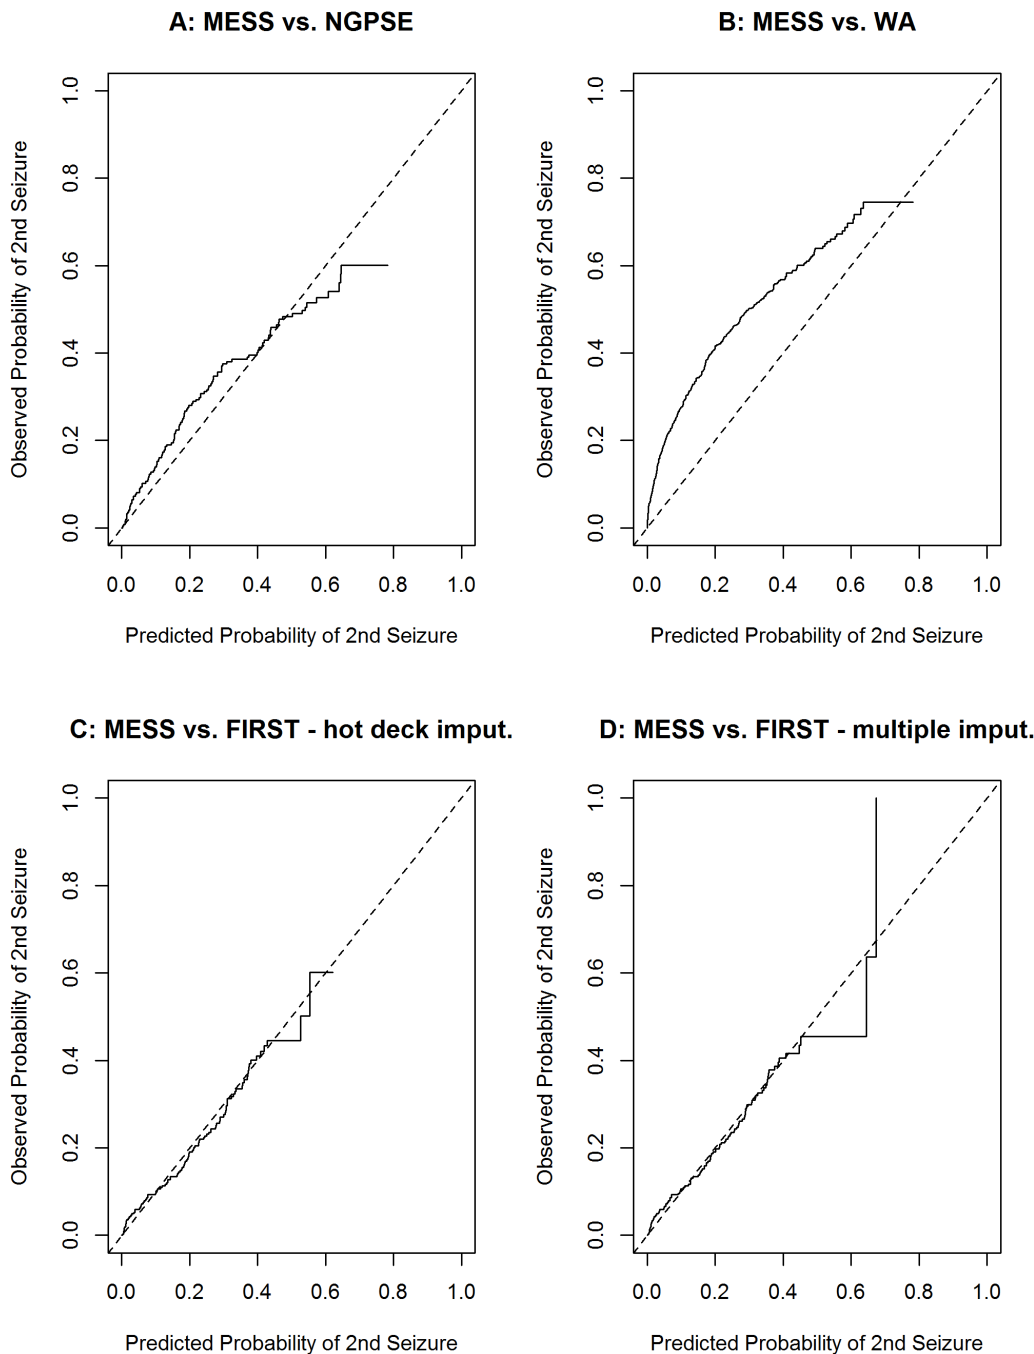 A: MESS vs. NGPSE
Observed Probability of 2nd Seizure
1.0
0.8
0.6
0.4
0.2
0.0
0.0 0.2 0.4 0.6 0.8 1.0
Predicted Probability of 2nd Seizure
B: MESS vs. WA
Observed Probability of 2nd Seizure
1.0
0.8
0.6
0.4
0.2
0.0
0.0 0.2 0.4 0.6 0.8 1.0
Predicted Probability of 2nd Seizure
C: MESS vs. FIRST - hot deck imput.
Observed Probability of 2nd Seizure
1.0
0.8
0.6
0.4
0.2
0.0
0.0 0.2 0.4 0.6 0.8 1.0
Predicted Probability of 2nd Seizure
D: MESS vs. FIRST - multiple imput.
Observed Probability of 2nd Seizure
1.0
0.8
0.6
0.4
0.2
0.0
0.0 0.2 0.4 0.6 0.8 1.0
Predicted Probability of 2nd Seizure